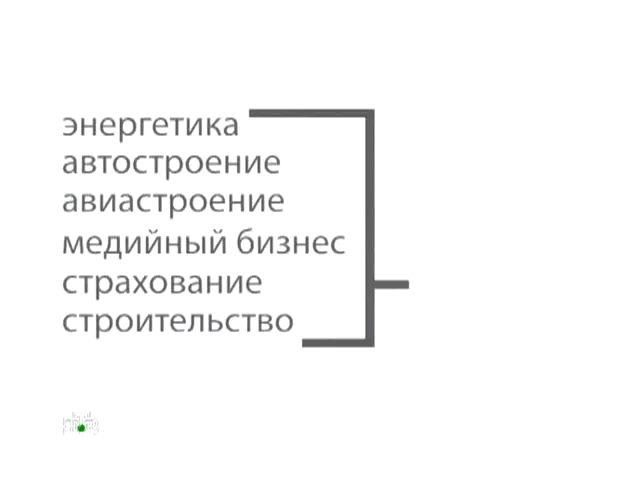 энергетика
автостроение
авиастроение
медийный бизнес
страхование
строительство